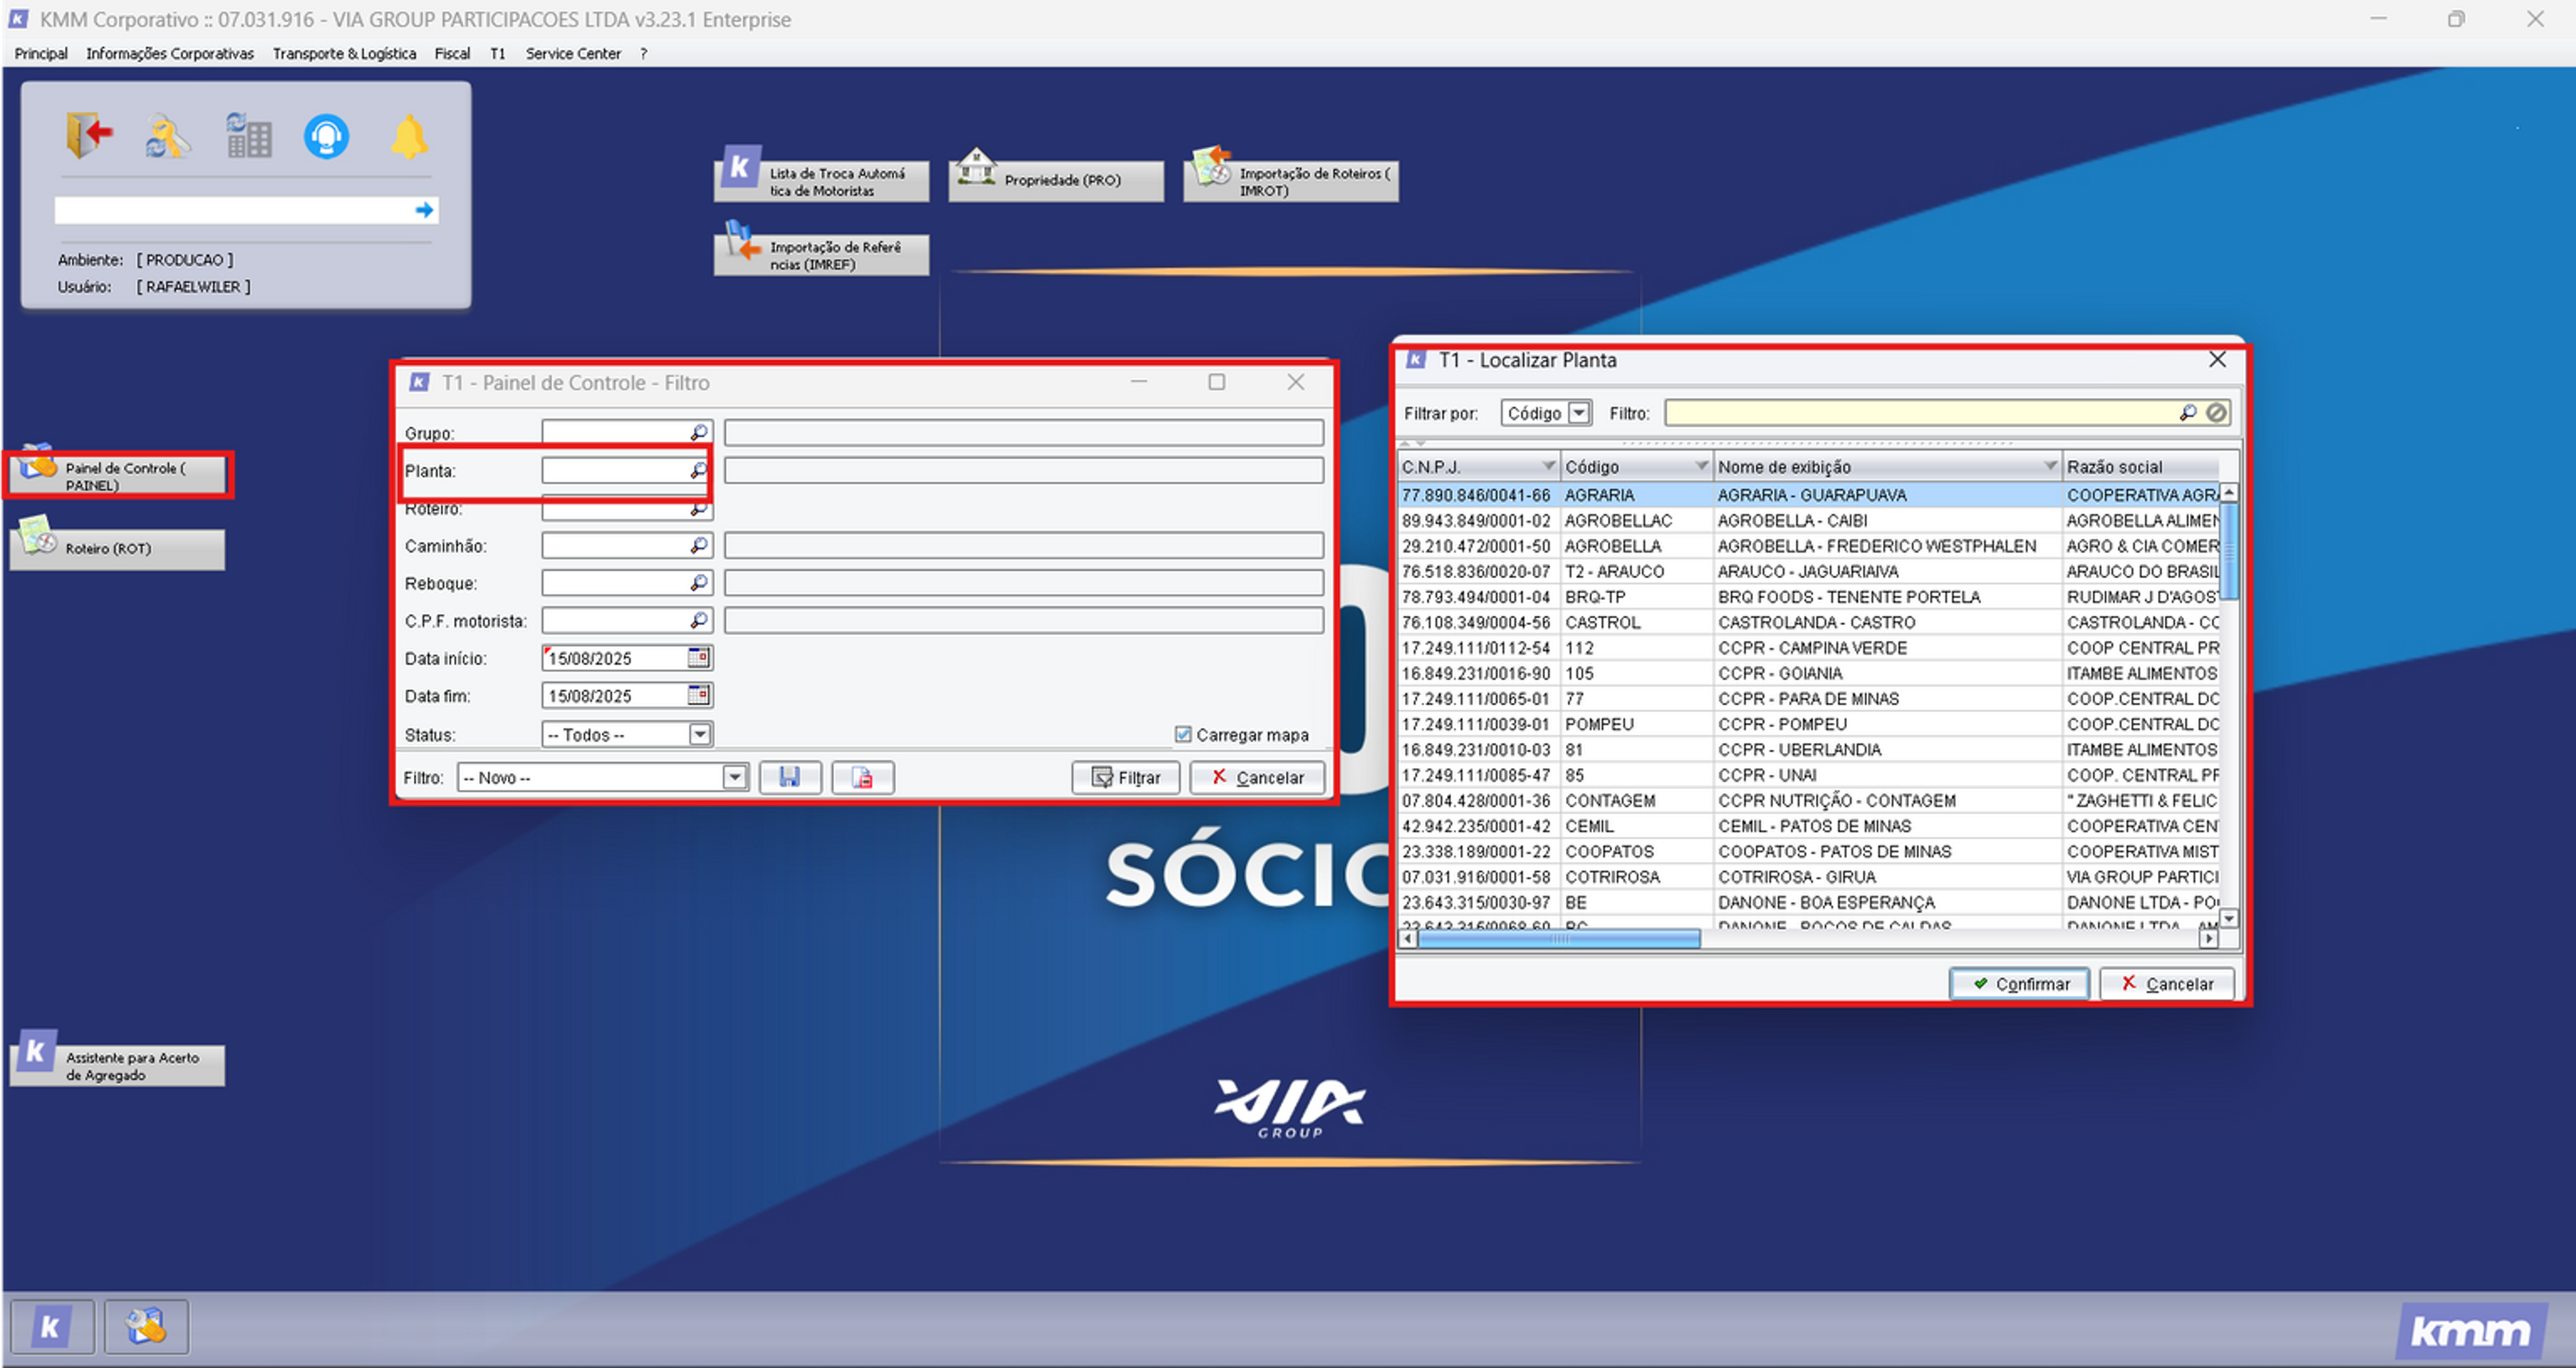 KMM Corporativo :: 07.031.916 - VIA GROUP PARTICIPACOES LTDA v3.23.1 Enterprise
Principal Informações Corporativas Transporte & Logística Fiscal T1 Service Center ?
Ambiente: [ PRODUCAO ]
Usuário: [ RAFAELWILER ]
Lista de Troca Automá
tica de Motoristas
Propriedade (PRO)
Importação de Roteiros (
IMROT)
Importação de Referê
ncias (IMREF)
Painel de Controle (
PAINEL)
Roteiro (ROT)
Assistente para Acerto
de Agregado
T1 - Painel de Controle - Filtro
Grupo:
Planta:
Roteiro:
Caminhão:
Reboque:
C.P.F. motorista:
Data início: 15/08/2025
Data fim: 15/08/2025
Status: -- Todos -- Carregar mapa
Filtro: -- Novo -- Filtrar Cancelar
T1 - Localizar Planta
Filtrar por: Código Filtro:
C.N.P.J. Código Nome de exibição Razão social
77.890.846/0041-66 AGRARIA AGRARIA - GUARAPUAVA COOPERATIVA AGRA
89.943.849/0001-02 AGROBELLAC AGROBELLA - CAIBI AGROBELLA ALIMEN
29.210.472/0001-50 AGROBELLA AGROBELLA - FREDERICO WESTPHALEN AGRO & CIA COMER
76.518.836/0020-07 T2 - ARAUCO ARAUCO - JAGUARIAIVA ARAUCO DO BRASIL
78.793.494/0001-04 BRQ-TP BRQ FOODS - TENENTE PORTELA RUDIMAR J D'AGOS
76.108.349/0004-56 CASTROL CASTROLANDA - CASTRO CASTROLANDA - CO
17.249.111/0112-54 112 CCPR - CAMPINA VERDE COOP CENTRAL PR
16.849.231/0016-90 105 CCPR - GOIANIA ITAMBE ALIMENTOS
17.249.111/0065-01 77 CCPR - PARA DE MINAS COOP.CENTRAL DO
17.249.111/0039-01 POMPEU CCPR - POMPEU COOP.CENTRAL DO
16.849.231/0010-03 81 CCPR - UBERLANDIA ITAMBE ALIMENTOS
17.249.111/0085-47 85 CCPR - UNAI COOP. CENTRAL PR
07.804.428/0001-36 CONTAGEM CCPR NUTRIÇÃO - CONTAGEM " ZAGHETTI & FELIC
42.942.235/0001-42 CEMIL CEMIL - PATOS DE MINAS COOPERATIVA CEN
23.338.189/0001-22 COOPATOS COOPATOS - PATOS DE MINAS COOPERATIVA MIST
07.031.916/0001-58 COTRIROSA COTRIROSA - GIRUA VIA GROUP PARTICI
23.643.315/0030-97 BE DANONE - BOA ESPERANÇA DANONE LTDA - PO
DANONE - POÇOS DE CALDAS DANONE LTDA
Confirmar Cancelar
SÓCIO
VIA
GROUP
kmm